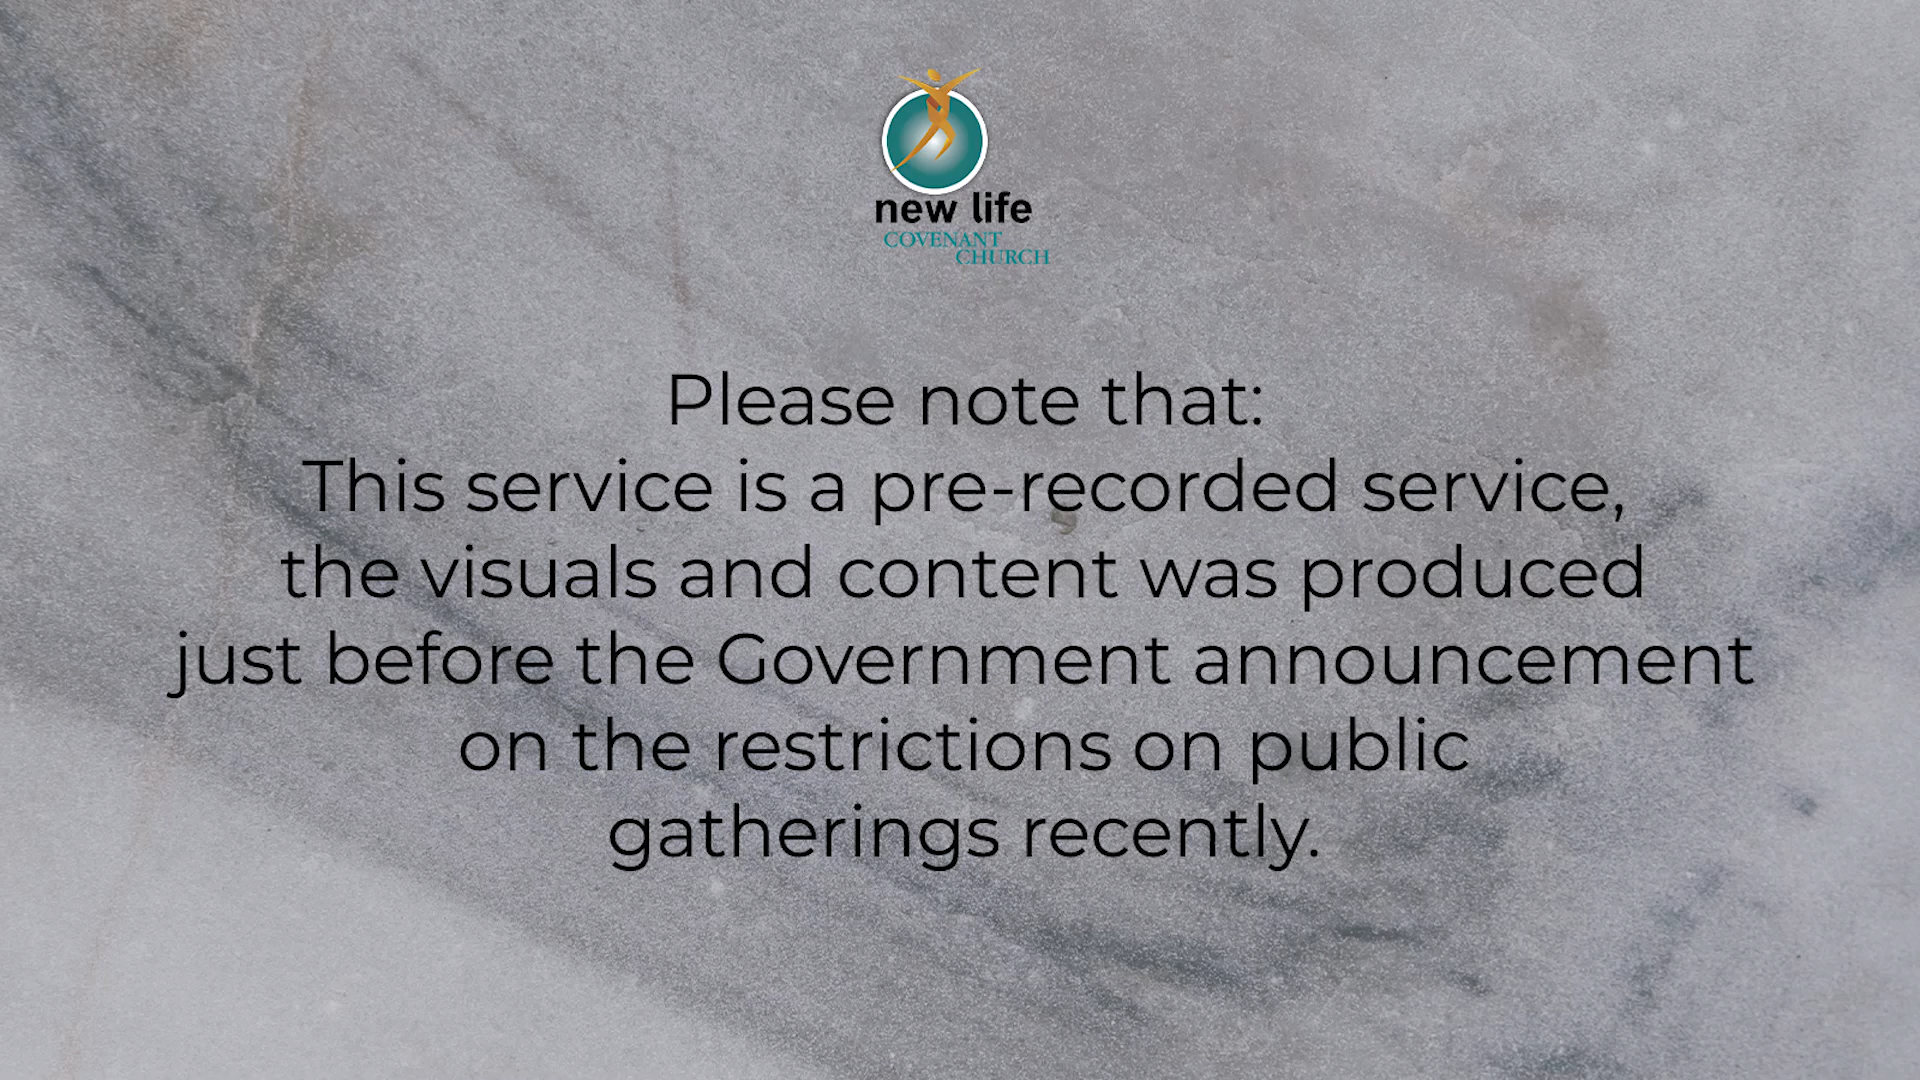 new life
COVENANT
CHURCH
Please note that:
This service is a pre-recorded service,
the visuals and content was produced
just before the Government announcement
on the restrictions on public
gatherings recently.